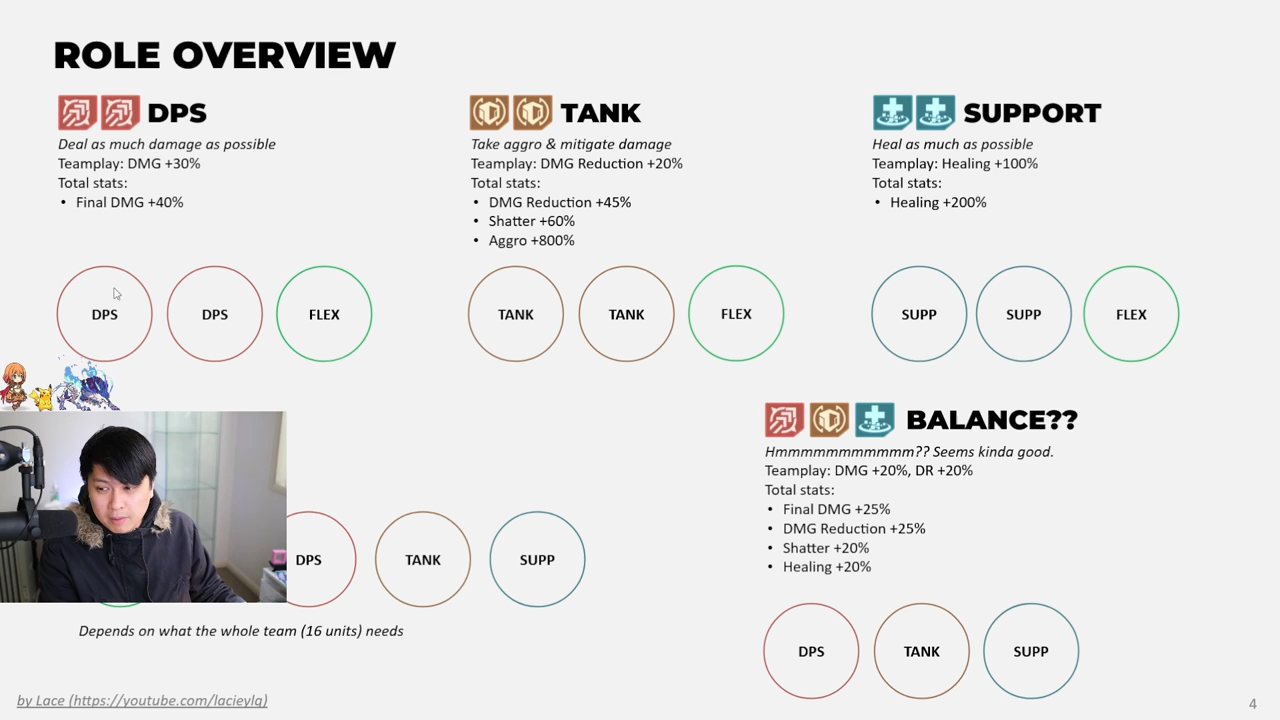 ROLE OVERVIEW
DPS
Deal as much damage as possible
Teamplay: DMG +30%
Total stats:
• Final DMG +40%
DPS
DPS
FLEX
TANK
Take aggro & mitigate damage
Teamplay: DMG Reduction +20%
Total stats:
• DMG Reduction +45%
• Shatter +60%
• Aggro +800%
TANK
TANK
FLEX
SUPPORT
Heal as much as possible
Teamplay: Healing +100%
Total stats:
• Healing +200%
SUPP
SUPP
FLEX
DPS
TANK
SUPP
Depends on what the whole team (16 units) needs
BALANCE??
Hmmmmmmmmmmm?? Seems kinda good.
Teamplay: DMG +20%, DR +20%
Total stats:
• Final DMG +25%
• DMG Reduction +25%
• Shatter +20%
• Healing +20%
DPS
TANK
SUPP
by Lace (https://youtube.com/lacieylq)
4